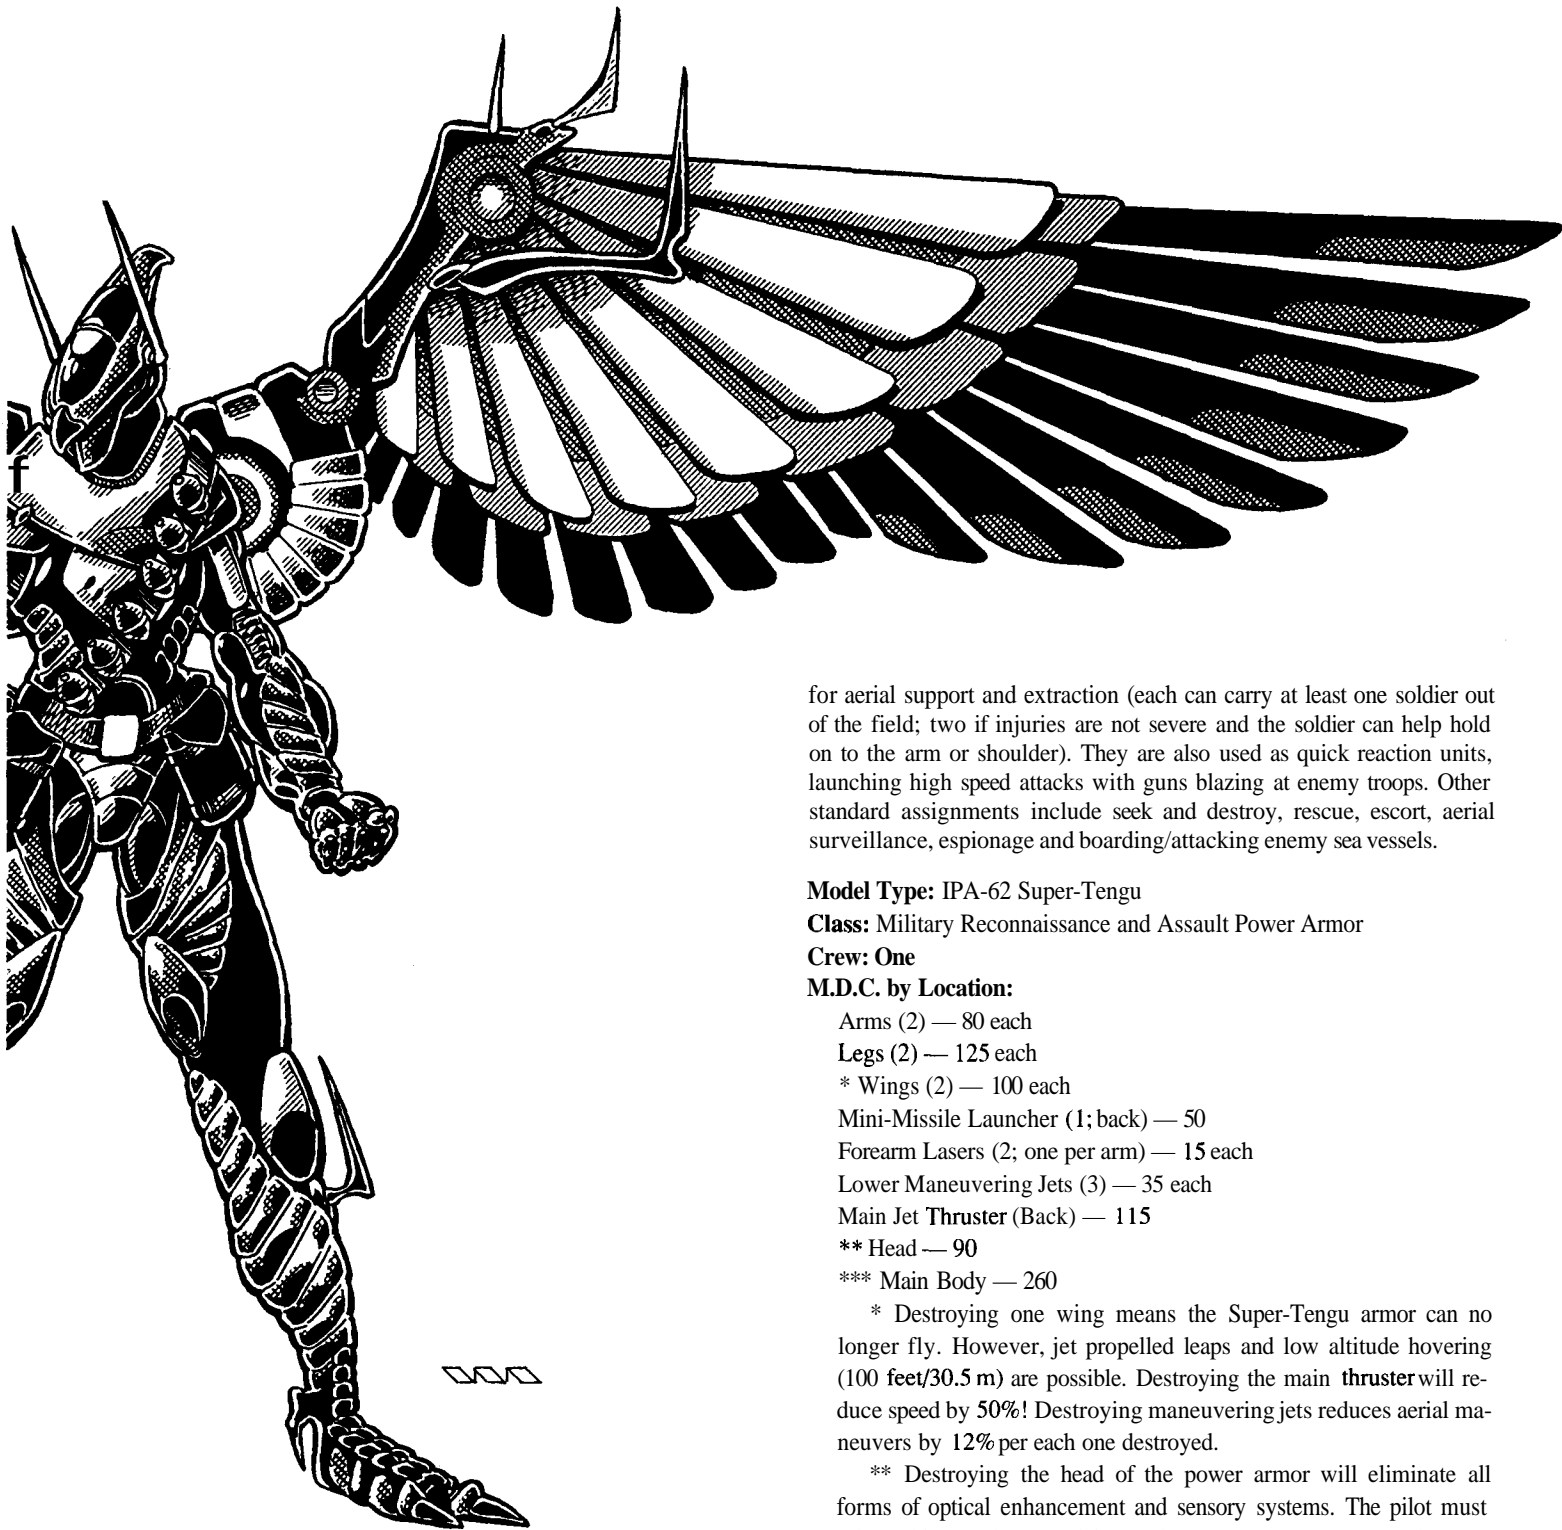 f
for aerial support and extraction (each can carry at least one soldier out
of the field; two if injuries are not severe and the soldier can help hold
on to the arm or shoulder). They are also used as quick reaction units,
launching high speed attacks with guns blazing at enemy troops. Other
standard assignments include seek and destroy, rescue, escort, aerial
surveillance, espionage and boarding/attacking enemy sea vessels.
Model Type: IPA-62 Super-Tengu
Class: Military Reconnaissance and Assault Power Armor
Crew: One
M.D.C. by Location:
Arms (2) — 80 each
Legs (2) — 125 each
* Wings (2) — 100 each
Mini-Missile Launcher (1; back) — 50
Forearm Lasers (2; one per arm) — 15 each
Lower Maneuvering Jets (3) — 35 each
Main Jet Thruster (Back) — 115
** Head — 90
*** Main Body — 260
* Destroying one wing means the Super-Tengu armor can no
longer fly. However, jet propelled leaps and low altitude hovering
(100 feet/30.5 m) are possible. Destroying the main thruster will re-
duce speed by 50%! Destroying maneuvering jets reduces aerial ma-
neuvers by 12% per each one destroyed.
** Destroying the head of the power armor will eliminate all
forms of optical enhancement and sensory systems. The pilot must